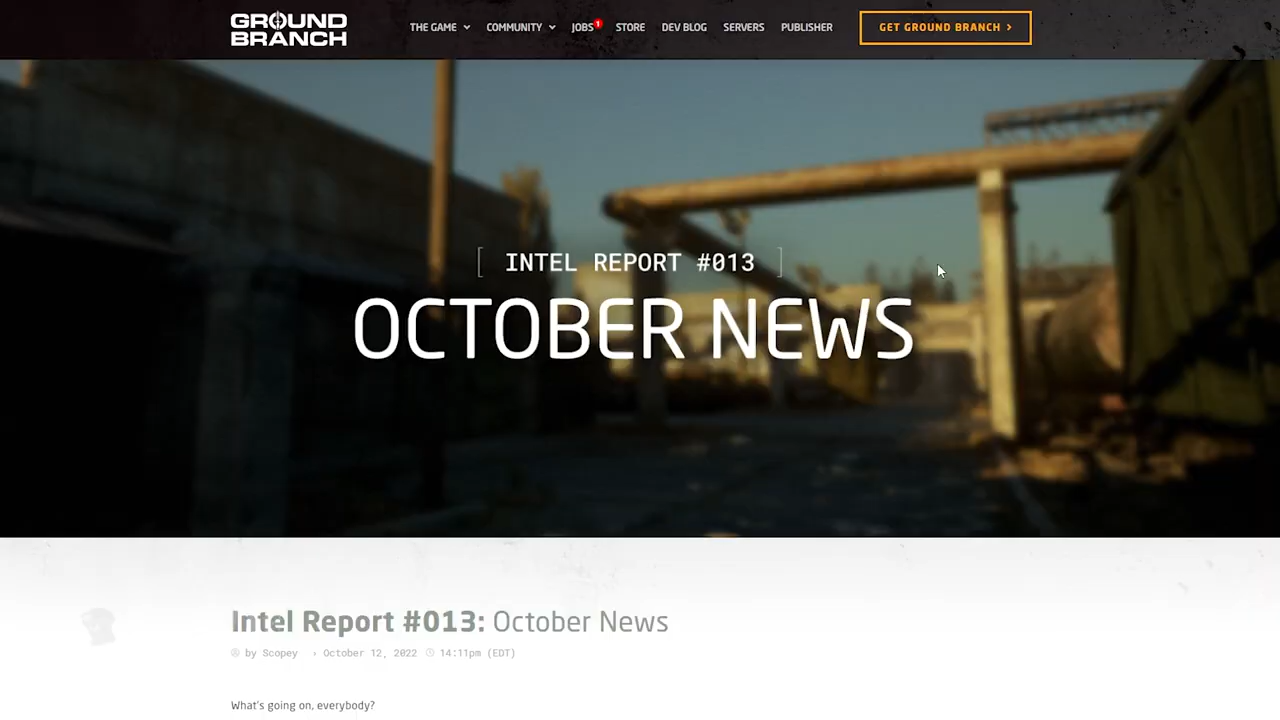 GROUND
BRANCH
THE GAME
COMMUNITY
JOBS 1
STORE
DEV BLOG
SERVERS
PUBLISHER
GET GROUND BRANCH >
[ INTEL REPORT #013 ]
OCTOBER NEWS
Intel Report #013: October News
by Scopey › October 12, 2022 14:11pm (EDT)
What's going on, everybody?